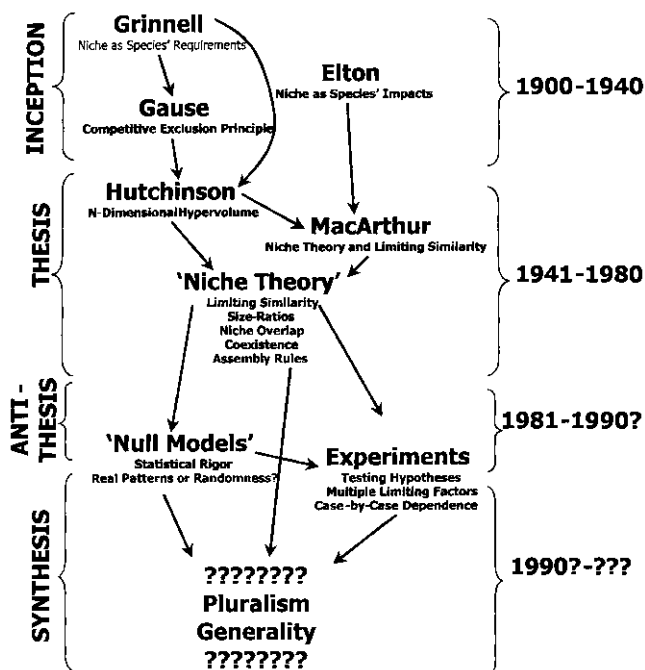 INCEPTION
Grinnell
Niche as Species' Requirements
Elton
Niche as Species' Impacts
1900-1940
Gause
Competitive Exclusion Principle
THESIS
Hutchinson
N-Dimensional Hypervolume
MacArthur
Niche Theory and Limiting Similarity
1941-1980
'Niche Theory'
Limiting Similarity
Size-Ratios
Niche Overlap
Coexistence
Assembly Rules
ANTI-
THESIS
1981-1990?
'Null Models'
Statistical Rigor
Real Patterns or Randomness?
Experiments
Testing Hypotheses
Multiple Limiting Factors
Case-by-Case Dependence
SYNTHESIS
1990?-???
????????
Pluralism
Generality
????????